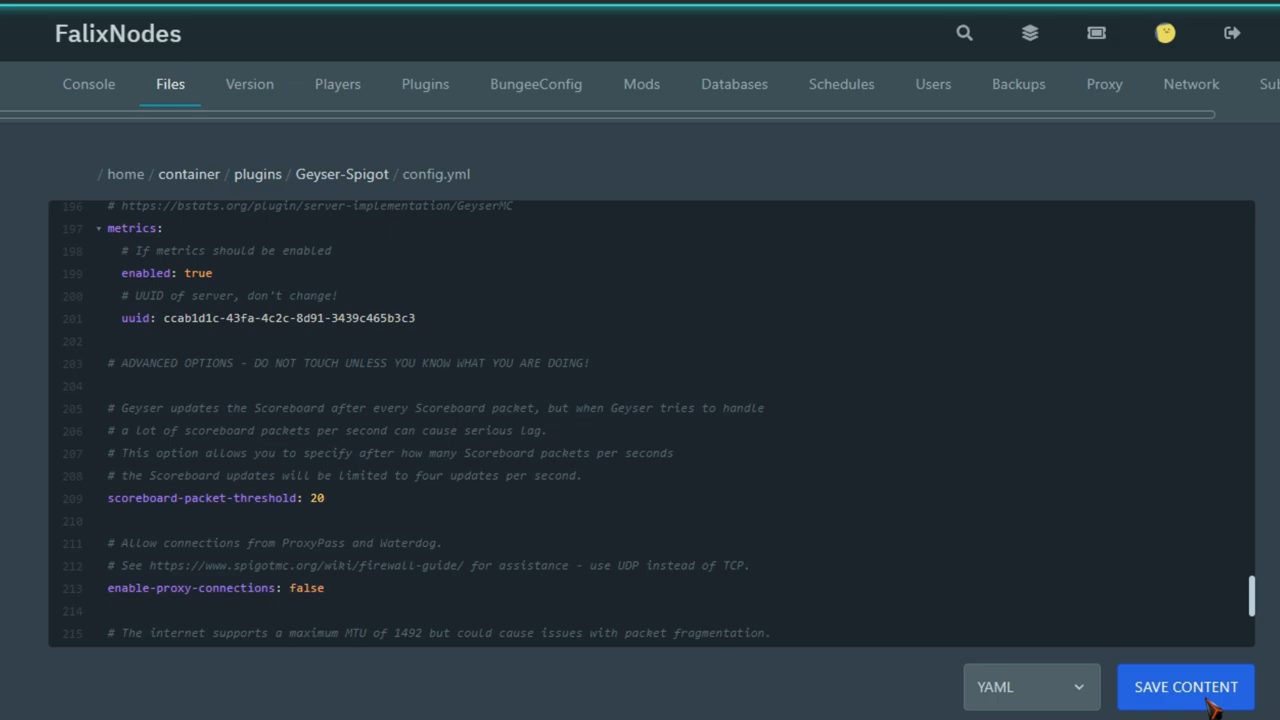 FalixNodes
Console Files Version Players Plugins BungeeConfig Mods Databases Schedules Users Backups Proxy Network Sub
/ home / container / plugins / Geyser-Spigot / config.yml
196 # https://bstats.org/plugin/server-implementation/GeyserMC
197 metrics:
198 # If metrics should be enabled
199 enabled: true
200 # UUID of server, don't change!
201 uuid: ccab1d1c-43fa-4c2c-8d91-3439c465b3c3
202
203 # ADVANCED OPTIONS - DO NOT TOUCH UNLESS YOU KNOW WHAT YOU ARE DOING!
204
205 # Geyser updates the Scoreboard after every Scoreboard packet, but when Geyser tries to handle
206 # a lot of scoreboard packets per second can cause serious lag.
207 # This option allows you to specify after how many Scoreboard packets per seconds
208 # the Scoreboard updates will be limited to four updates per second.
209 scoreboard-packet-threshold: 20
210
211 # Allow connections from ProxyPass and Waterdog.
212 # See https://www.spigotmc.org/wiki/firewall-guide/ for assistance - use UDP instead of TCP.
213 enable-proxy-connections: false
214
215 # The internet supports a maximum MTU of 1492 but could cause issues with packet fragmentation.
YAML
SAVE CONTENT